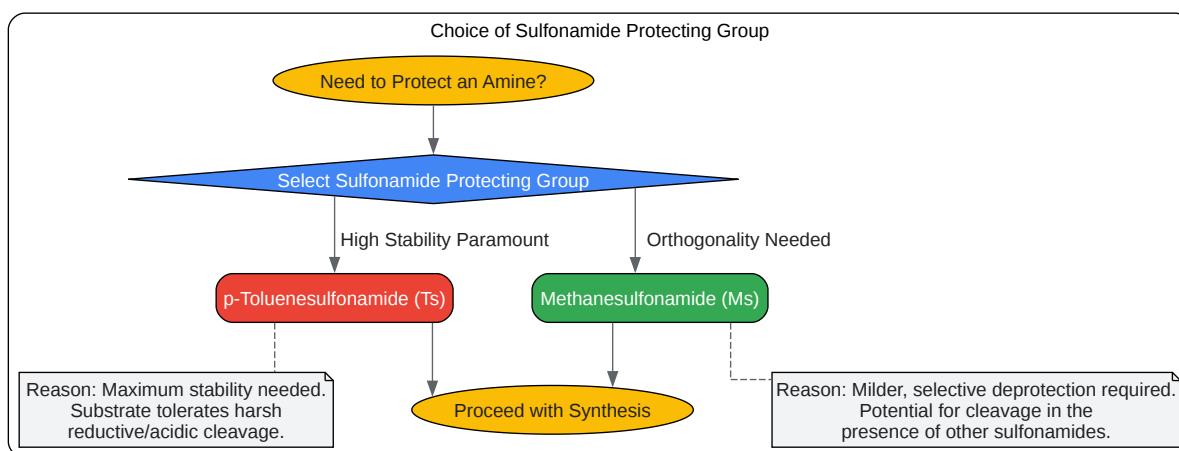 Choice of Sulfonamide Protecting Group
Need to Protect an Amine?
Select Sulfonamide Protecting Group
High Stability Paramount
Orthogonality Needed
p-Toluenesulfonamide (Ts)
Methanesulfonamide (Ms)
Reason: Maximum stability needed.
Substrate tolerates harsh
reductive/acidic cleavage.
Proceed with Synthesis
Reason: Milder, selective deprotection required.
Potential for cleavage in the
presence of other sulfonamides.